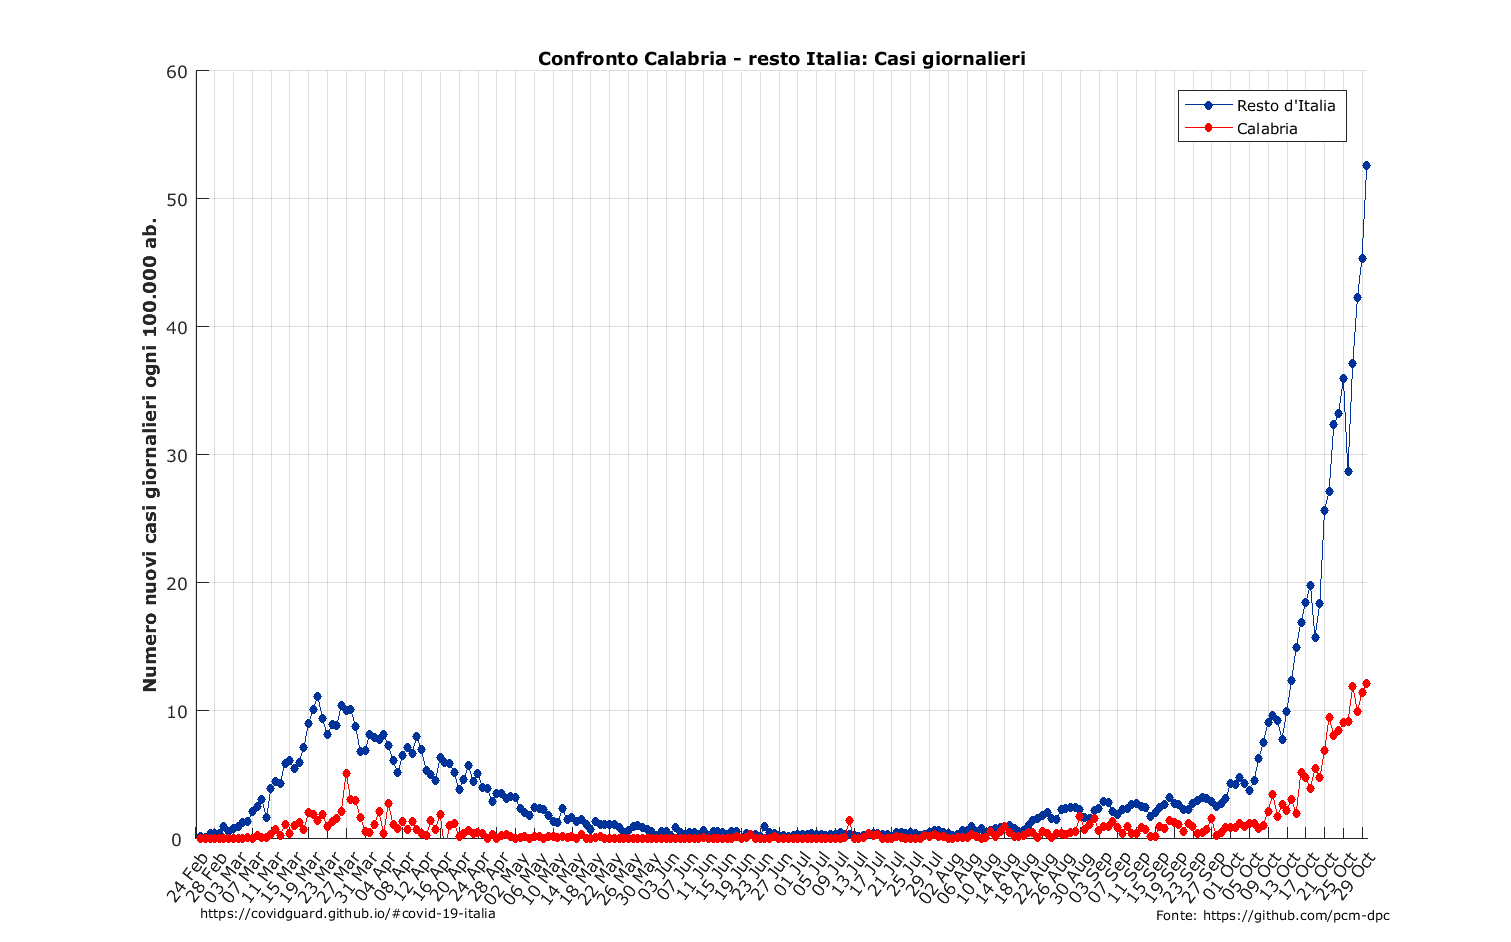 Confronto Calabria - resto Italia: Casi giornalieri
Numero nuovi casi giornalieri ogni 100.000 ab.
60
50
40
30
20
10
0
Resto d'Italia
Calabria
24 Feb
28 Feb
03 Mar
07 Mar
11 Mar
15 Mar
19 Mar
23 Mar
27 Mar
31 Mar
04 Apr
08 Apr
12 Apr
16 Apr
20 Apr
24 Apr
28 Apr
02 May
06 May
10 May
14 May
18 May
22 May
26 May
30 May
03 Jun
07 Jun
11 Jun
15 Jun
19 Jun
23 Jun
27 Jun
01 Jul
05 Jul
09 Jul
13 Jul
17 Jul
21 Jul
25 Jul
29 Jul
02 Aug
06 Aug
10 Aug
14 Aug
18 Aug
22 Aug
26 Aug
30 Aug
03 Sep
07 Sep
11 Sep
15 Sep
19 Sep
23 Sep
27 Sep
01 Oct
05 Oct
09 Oct
13 Oct
17 Oct
21 Oct
25 Oct
29 Oct
https://covidguard.github.io/#covid-19-italia
Fonte: https://github.com/pcm-dpc